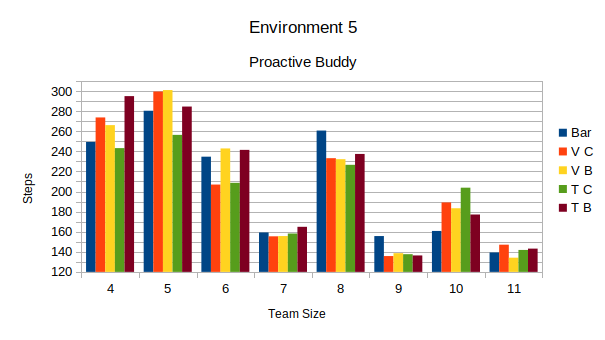 Environment 5
Proactive Buddy
300
280
260
240
220
200
180
160
140
120
Steps
4 5 6 7 8 9 10 11
Team Size
Bar
V C
V B
T C
T B